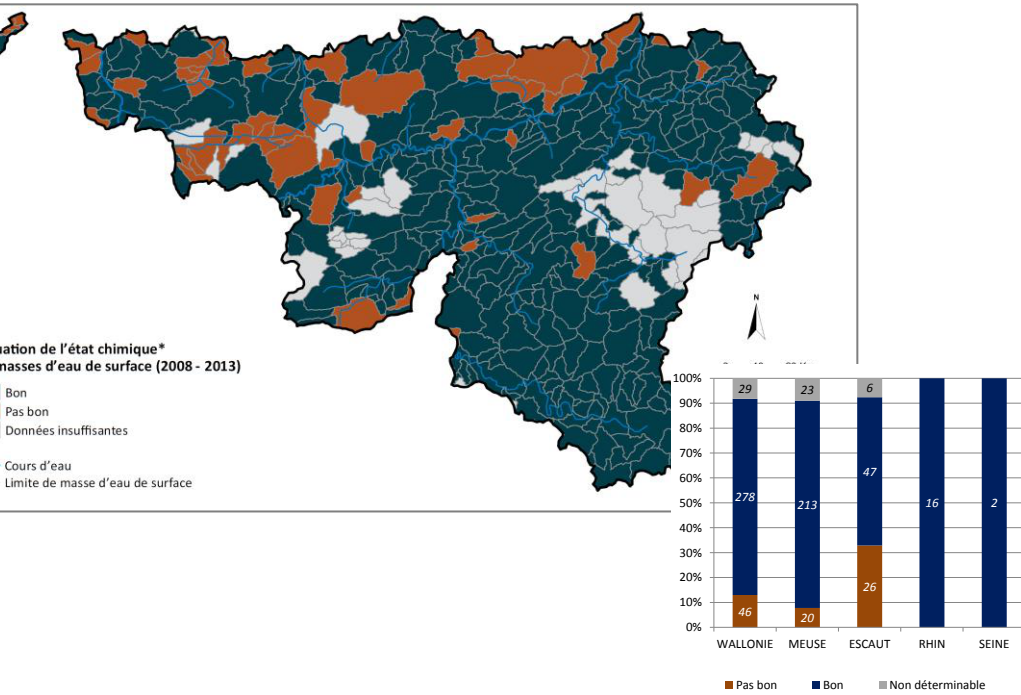 N
uation de l'état chimique*
masses d'eau de surface (2008 - 2013)
Bon
Pas bon
Données insuffisantes
Cours d'eau
Limite de masse d'eau de surface
100%
90%
80%
70%
60%
50%
40%
30%
20%
10%
0%
29 23 6
278 213 47 16 2
46 20 26
WALLONIE MEUSE ESCAUT RHIN SEINE
Pas bon Bon Non déterminable